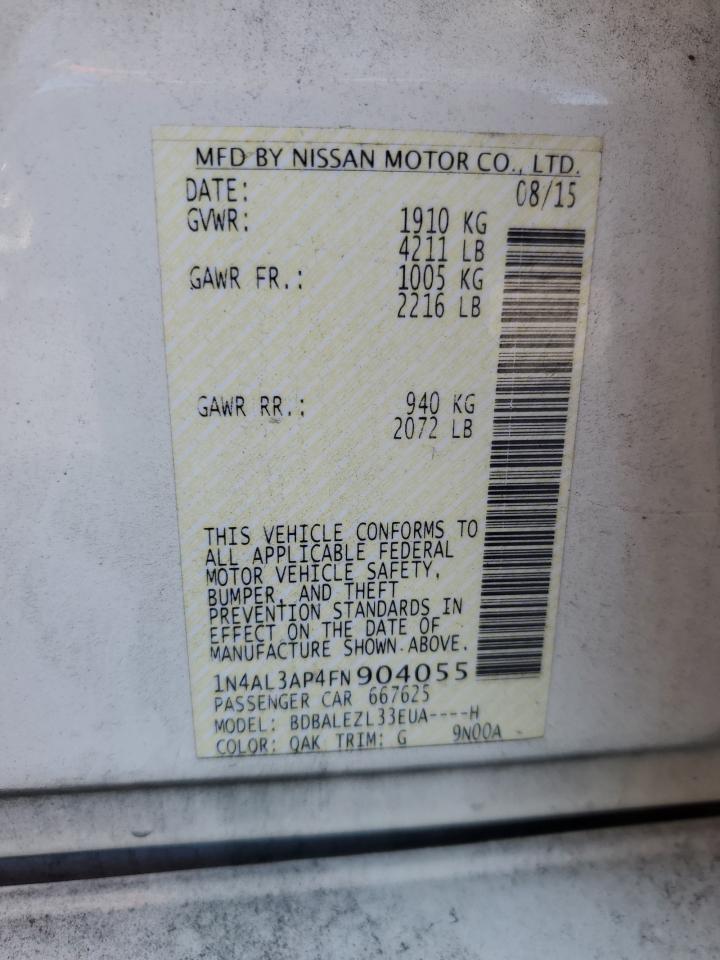 MFD BY NISSAN MOTOR CO., LTD.
DATE: 08/15
GVWR: 1910 KG
4211 LB
GAWR FR.: 1005 KG
2216 LB
GAWR RR.: 940 KG
2072 LB
THIS VEHICLE CONFORMS TO
ALL APPLICABLE FEDERAL
MOTOR VEHICLE SAFETY,
BUMPER, AND THEFT
PREVENTION STANDARDS IN
EFFECT ON THE DATE OF
MANUFACTURE SHOWN ABOVE.
1N4AL3AP4FN904055
PASSENGER CAR 667625
MODEL: BDBALEZL33EUA----H
COLOR: QAK TRIM: G 9N00A